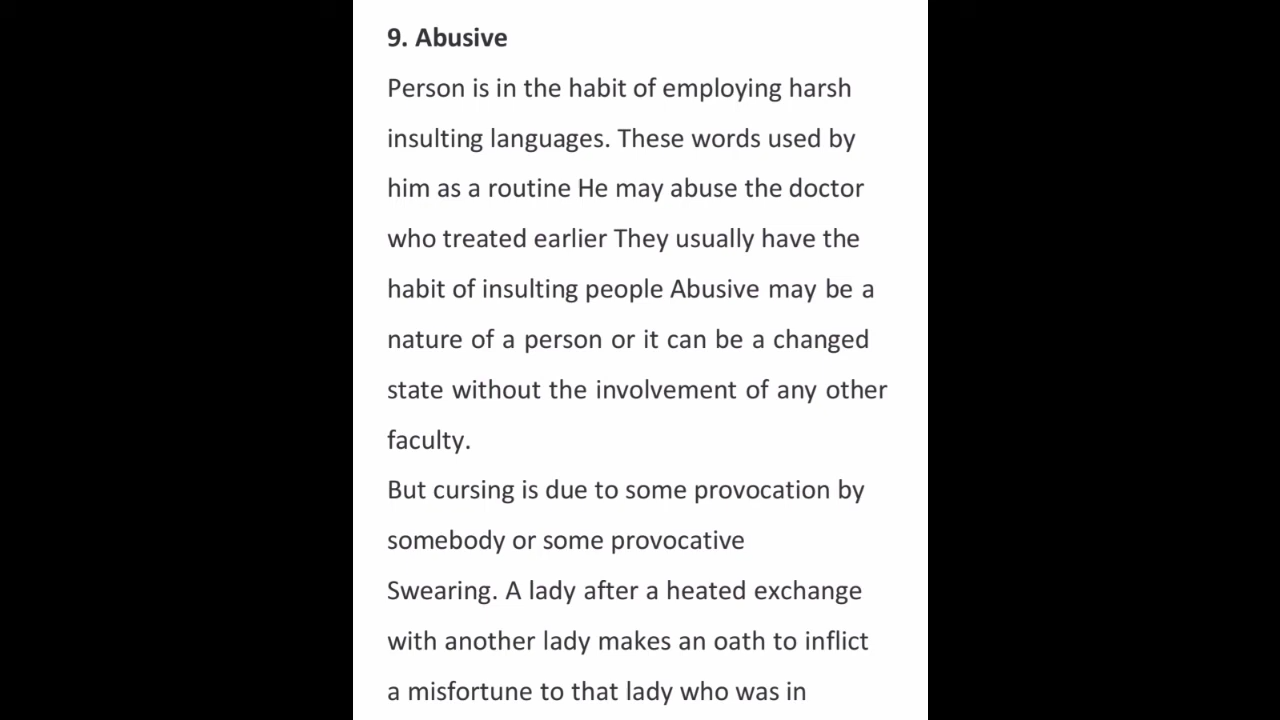 9. Abusive
Person is in the habit of employing harsh
insulting languages. These words used by
him as a routine He may abuse the doctor
who treated earlier They usually have the
habit of insulting people Abusive may be a
nature of a person or it can be a changed
state without the involvement of any other
faculty.
But cursing is due to some provocation by
somebody or some provocative
Swearing. A lady after a heated exchange
with another lady makes an oath to inflict
a misfortune to that lady who was in